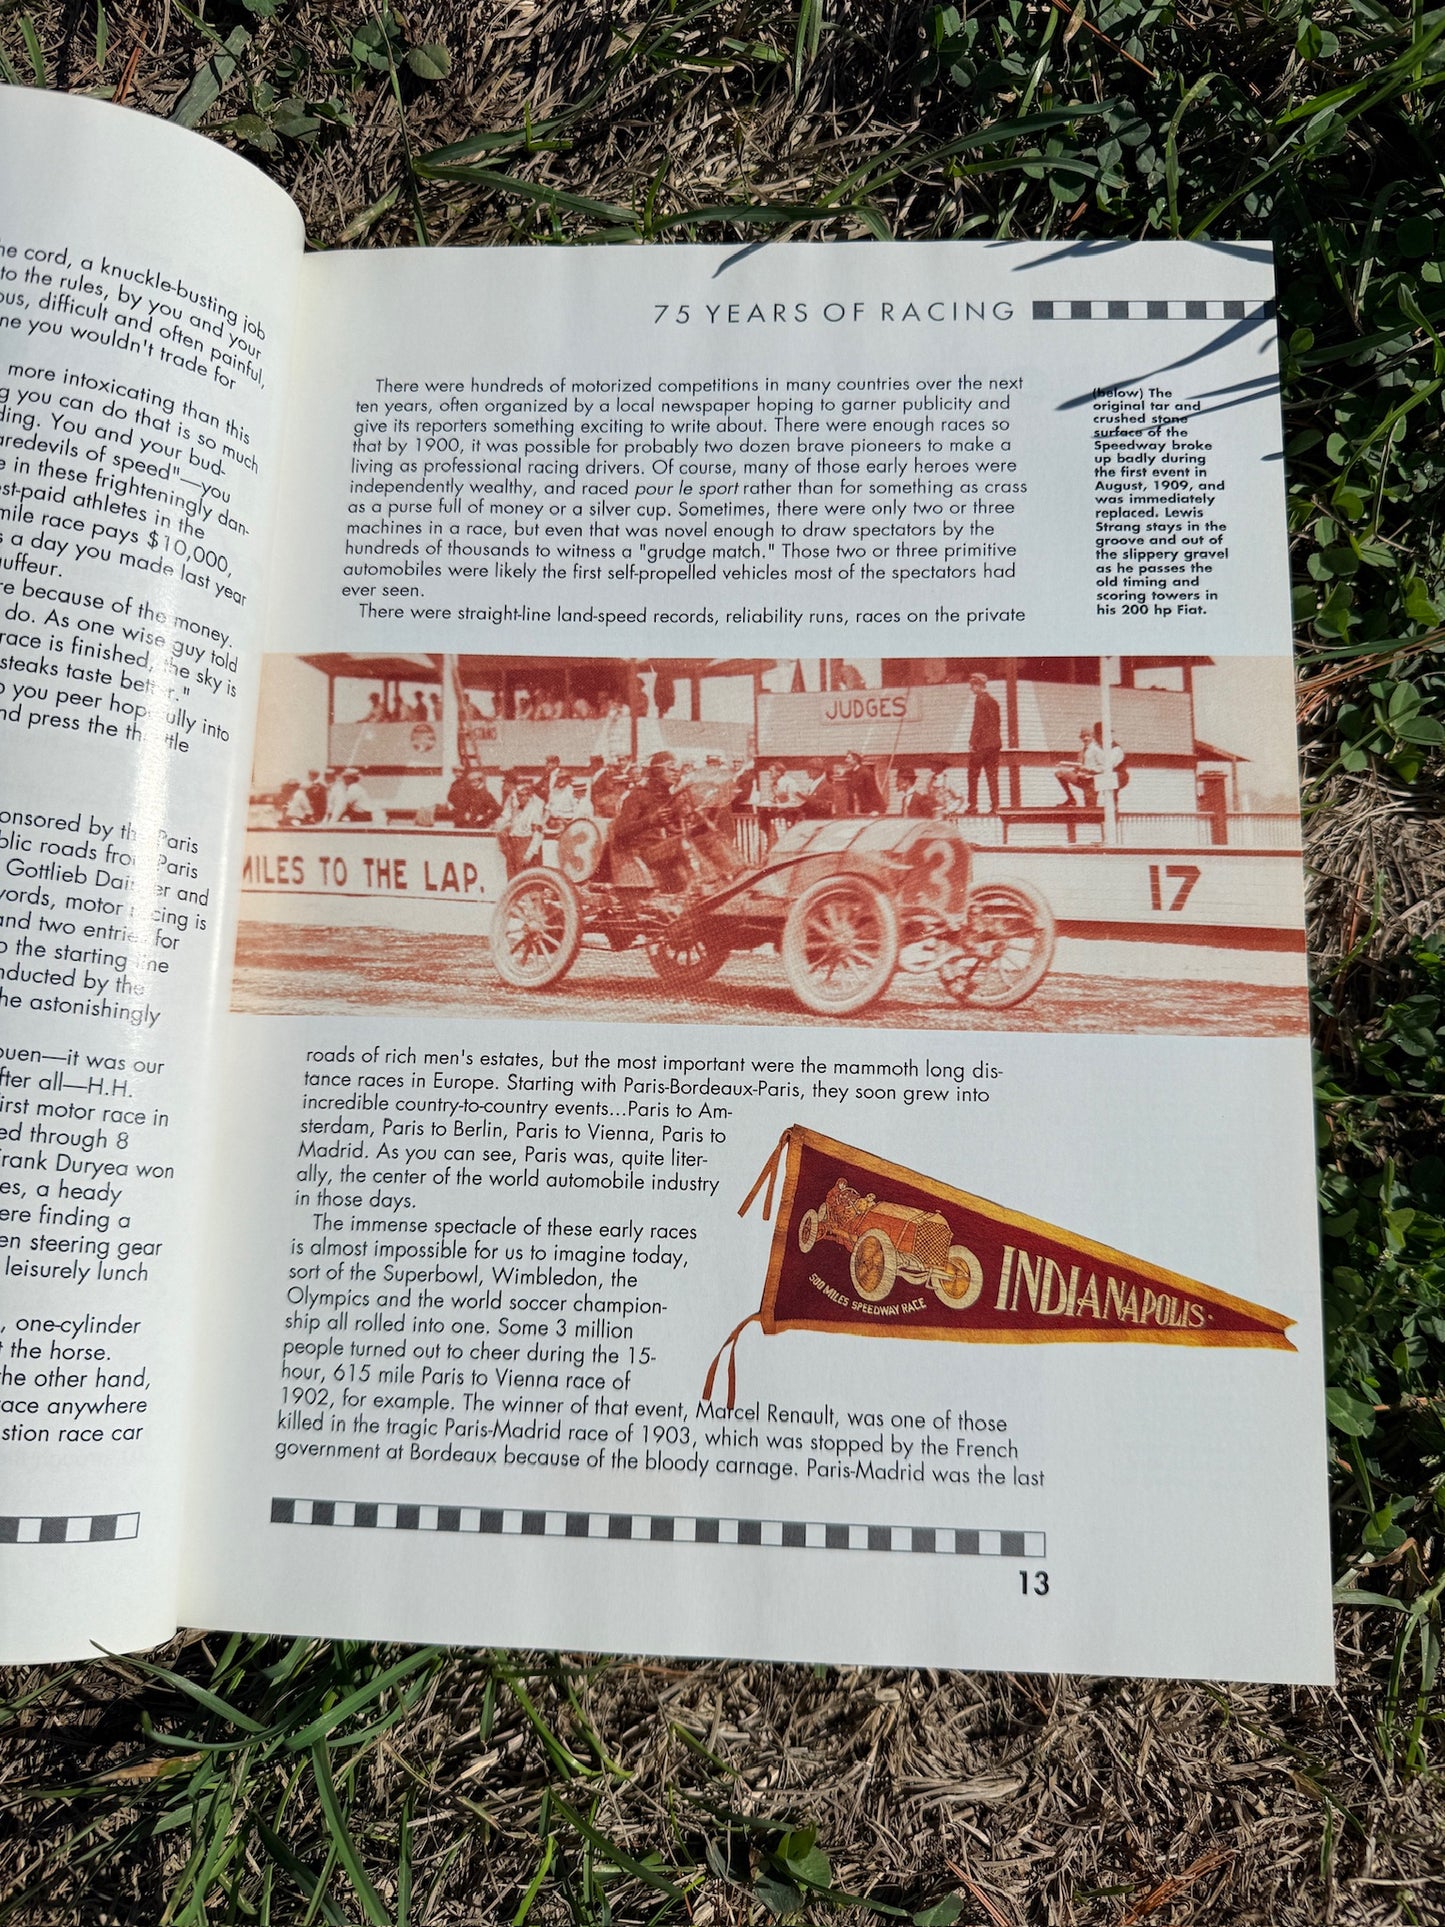 he cord, a knuckle-busting job
to the rules, by you and your
ous, difficult and often painful,
ne you wouldn't trade for
more intoxicating than this
g you can do that is so much
ding. You and your bud-
aredevils of speed"—you
e in these frighteningly dan-
st-paid athletes in the
mile race pays $10,000,
s a day you made last year
uffeur.
re because of the money.
do. As one wise guy told
race is finished, the sky is
steaks taste better."
o you peer hopefully into
nd press the throttle
onsored by the Paris
blic roads from Paris
Gottlieb Daimler and
words, motor racing is
and two entries for
o the starting line
nducted by the
he astonishingly
ouen—it was our
fter all—H.H.
irst motor race in
ed through 8
Frank Duryea won
es, a heady
ere finding a
en steering gear
leisurely lunch
, one-cylinder
t the horse.
he other hand,
race anywhere
stion race car
75 YEARS OF RACING
There were hundreds of motorized competitions in many countries over the next
ten years, often organized by a local newspaper hoping to garner publicity and
give its reporters something exciting to write about. There were enough races so
that by 1900, it was possible for probably two dozen brave pioneers to make a
living as professional racing drivers. Of course, many of those early heroes were
independently wealthy, and raced pour le sport rather than for something as crass
as a purse full of money or a silver cup. Sometimes, there were only two or three
machines in a race, but even that was novel enough to draw spectators by the
hundreds of thousands to witness a "grudge match." Those two or three primitive
automobiles were likely the first self-propelled vehicles most of the spectators had
ever seen.
There were straight-line land-speed records, reliability runs, races on the private
(below) The
original tar and
crushed stone
surface of the
Speedway broke
up badly during
the first event in
August, 1909, and
was immediately
replaced. Lewis
Strang stays in the
groove and out of
the slippery gravel
as he passes the
old timing and
scoring towers in
his 200 hp Fiat.
JUDGES
MILES TO THE LAP.
3
3
17
roads of rich men's estates, but the most important were the mammoth long dis-
tance races in Europe. Starting with Paris-Bordeaux-Paris, they soon grew into
incredible country-to-country events...Paris to Am-
sterdam, Paris to Berlin, Paris to Vienna, Paris to
Madrid. As you can see, Paris was, quite liter-
ally, the center of the world automobile industry
in those days.
The immense spectacle of these early races
is almost impossible for us to imagine today,
sort of the Superbowl, Wimbledon, the
Olympics and the world soccer champion-
ship all rolled into one. Some 3 million
people turned out to cheer during the 15-
hour, 615 mile Paris to Vienna race of
1902, for example. The winner of that event, Marcel Renault, was one of those
killed in the tragic Paris-Madrid race of 1903, which was stopped by the French
government at Bordeaux because of the bloody carnage. Paris-Madrid was the last
500 MILES SPEEDWAY RACE
INDIANAPOLIS.
13